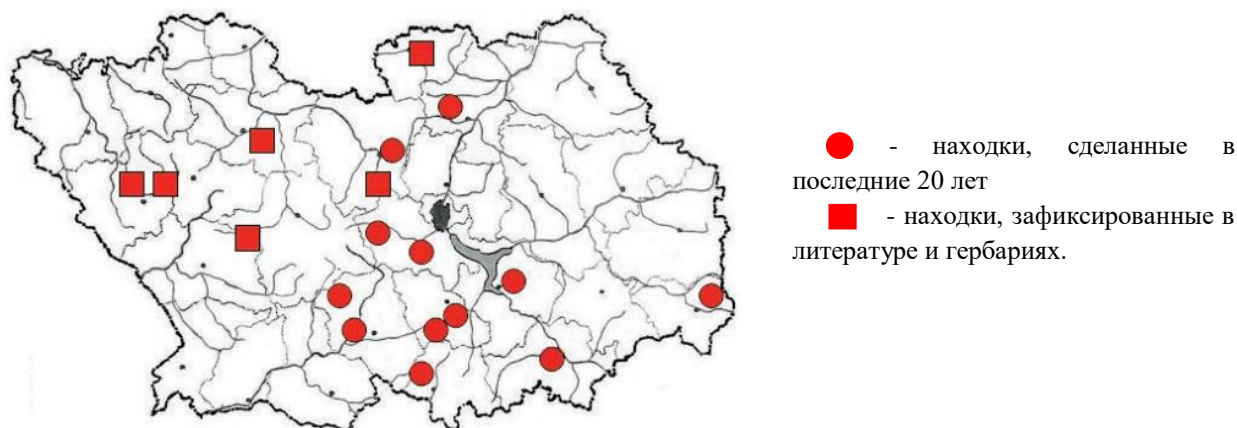 - находки, сделанные в
последние 20 лет
- находки, зафиксированные в
литературе и гербариях.